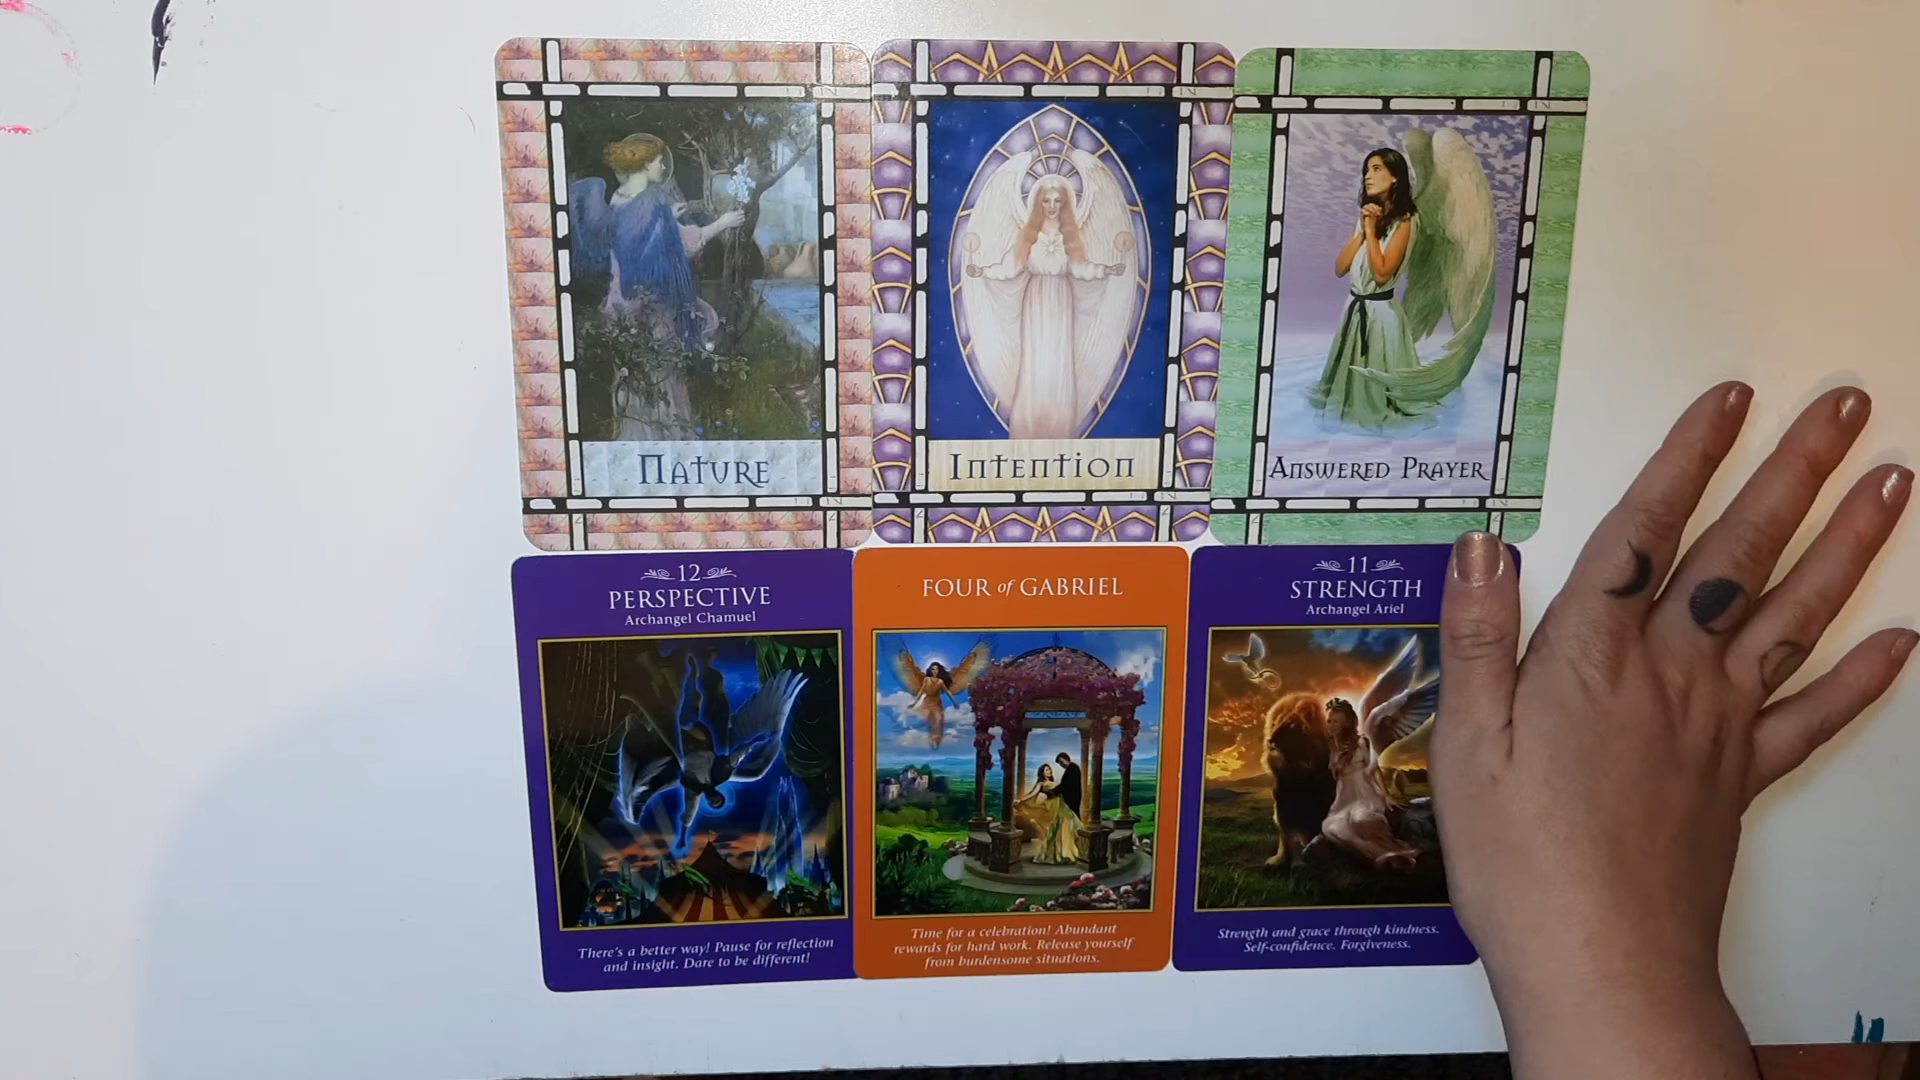 NATURE
INTENTION
ANSWERED PRAYER
12
PERSPECTIVE
Archangel Chamuel
There's a better way! Pause for reflection
and insight. Dare to be different!
FOUR of GABRIEL
Time for a celebration! Abundant
rewards for hard work. Release yourself
from burdensome situations.
11
STRENGTH
Archangel Ariel
Strength and grace through kindness.
Self-confidence. Forgiveness.